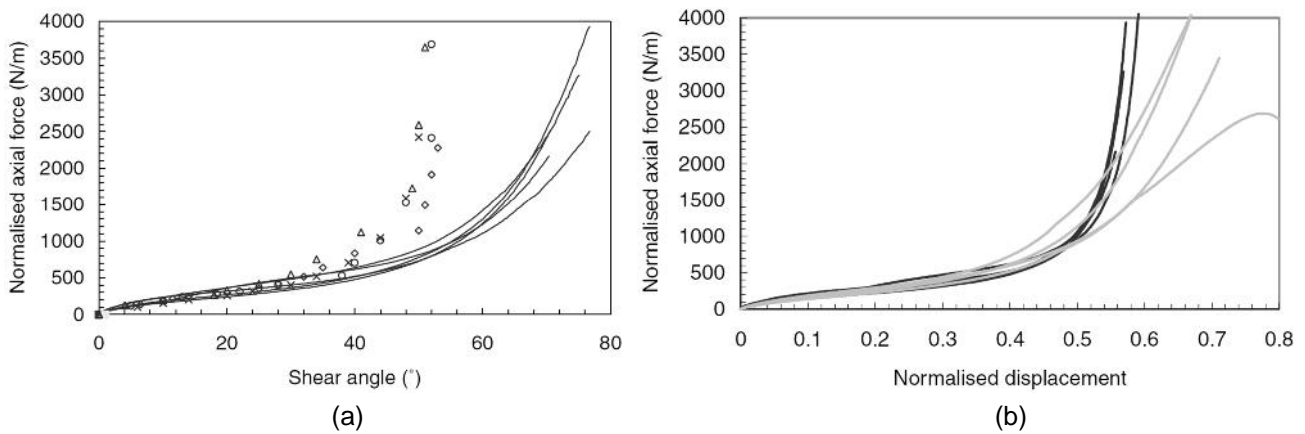 Normalised axial force (N/m)
4000
3500
3000
2500
2000
1500
1000
500
0
0 20 40 60 80
Shear angle (°)
(a)
Normalised axial force (N/m)
4000
3500
3000
2500
2000
1500
1000
500
0
0 0.1 0.2 0.3 0.4 0.5 0.6 0.7 0.8
Normalised displacement
(b)